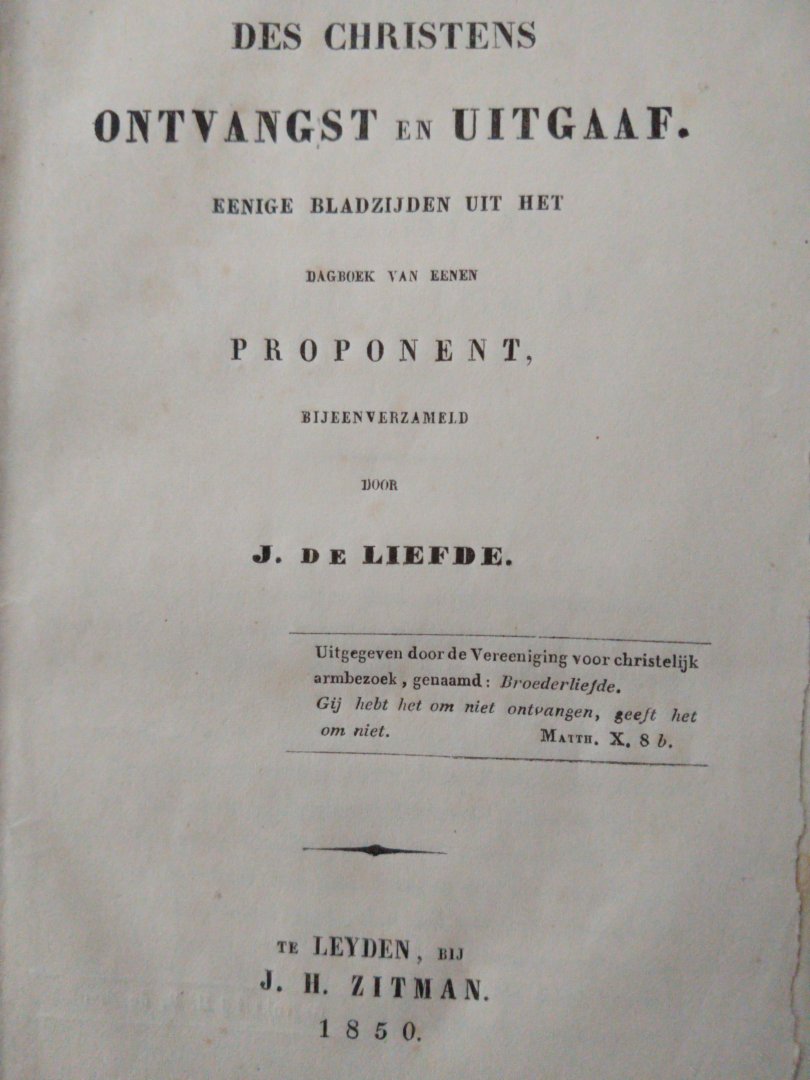 DES CHRISTENS
ONTVANGST EN UITGAAF.
EENIGE BLADZIJDEN UIT HET
DAGBOEK VAN EENEN
PROPONENT,
BIJEENVERZAMELD
DOOR
J. DE LIEFDE.
Uitgegeven door de Vereeniging voor christelijk
armbezoek, genaamd: Broederliefde.
Gij hebt het om niet ontvangen, geeft het
om niet. MATTH. X. 8 b.
TE LEYDEN, BIJ
J. H. ZITMAN.
1850.